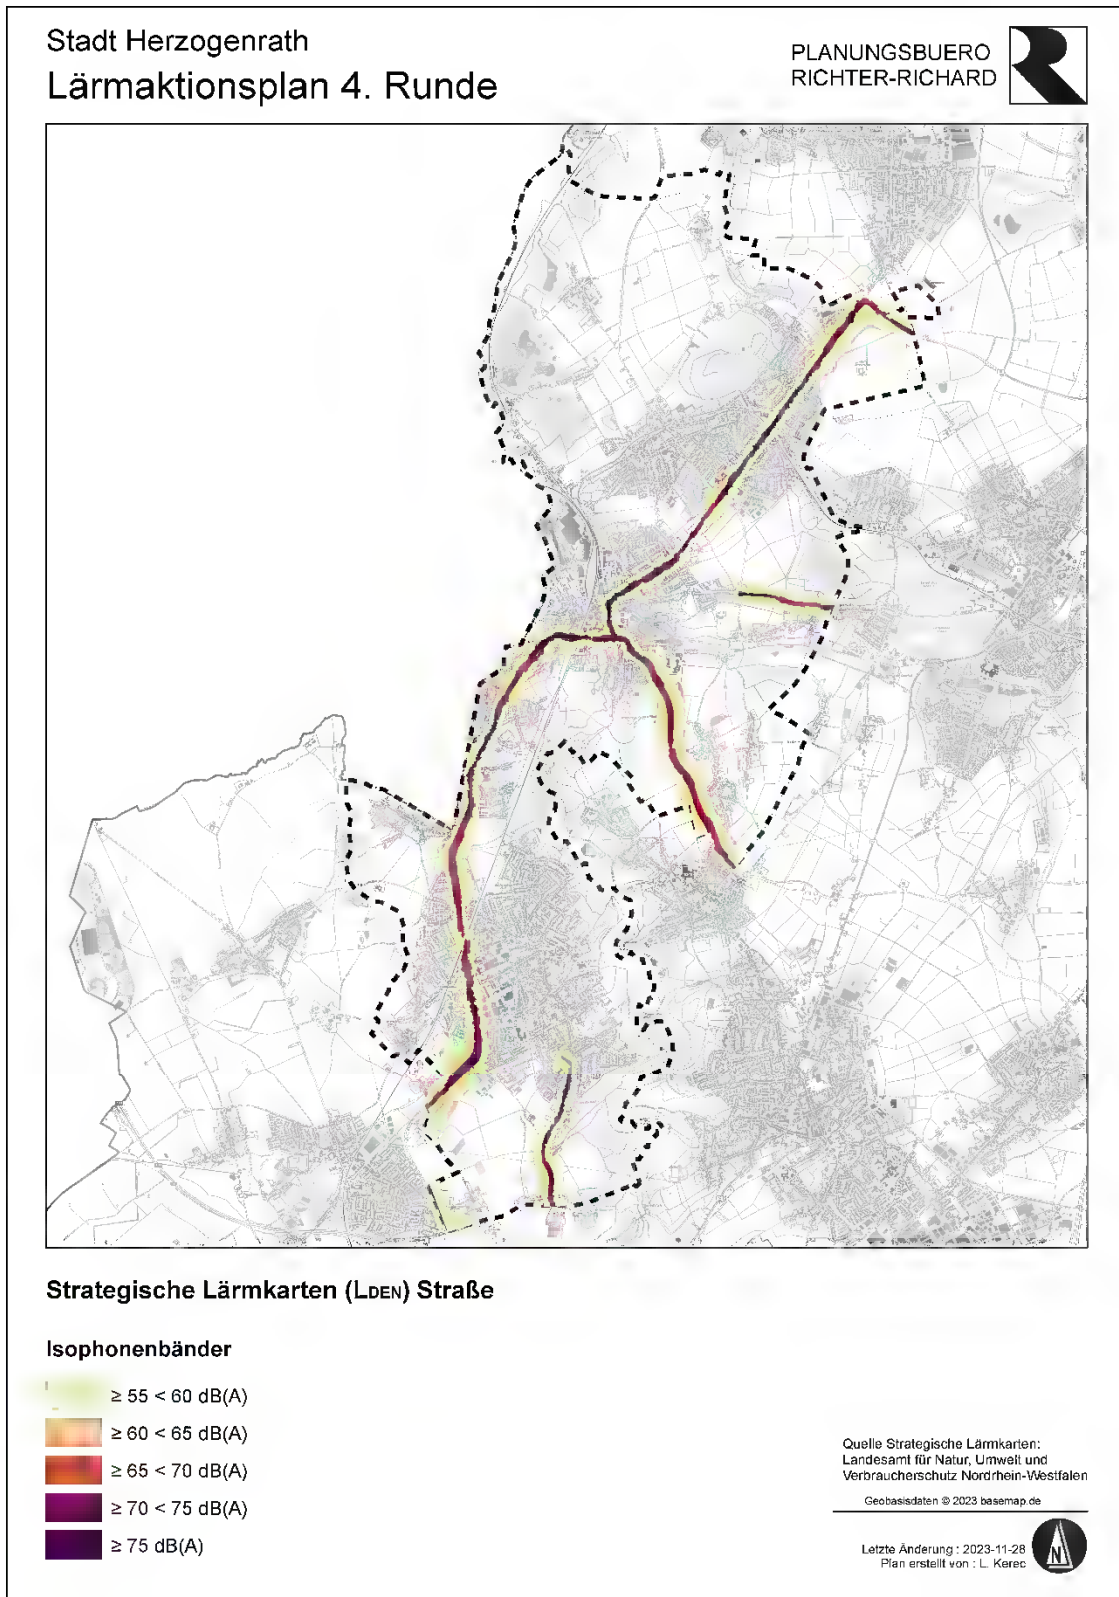 Stadt Herzogenrath
Lärmaktionsplan 4. Runde
PLANUNGSBUERO
RICHTER-RICHARD
Strategische Lärmkarten (LDEN) Straße
Isophonenbänder
≥ 55 < 60 dB(A)
≥ 60 < 65 dB(A)
≥ 65 < 70 dB(A)
≥ 70 < 75 dB(A)
≥ 75 dB(A)
Quelle Strategische Lärmkarten:
Landesamt für Natur, Umwelt und
Verbraucherschutz Nordrhein-Westfalen
Geobasisdaten © 2023 basemap.de
Letzte Änderung : 2023-11-28
Plan erstellt von : L. Kerec
N